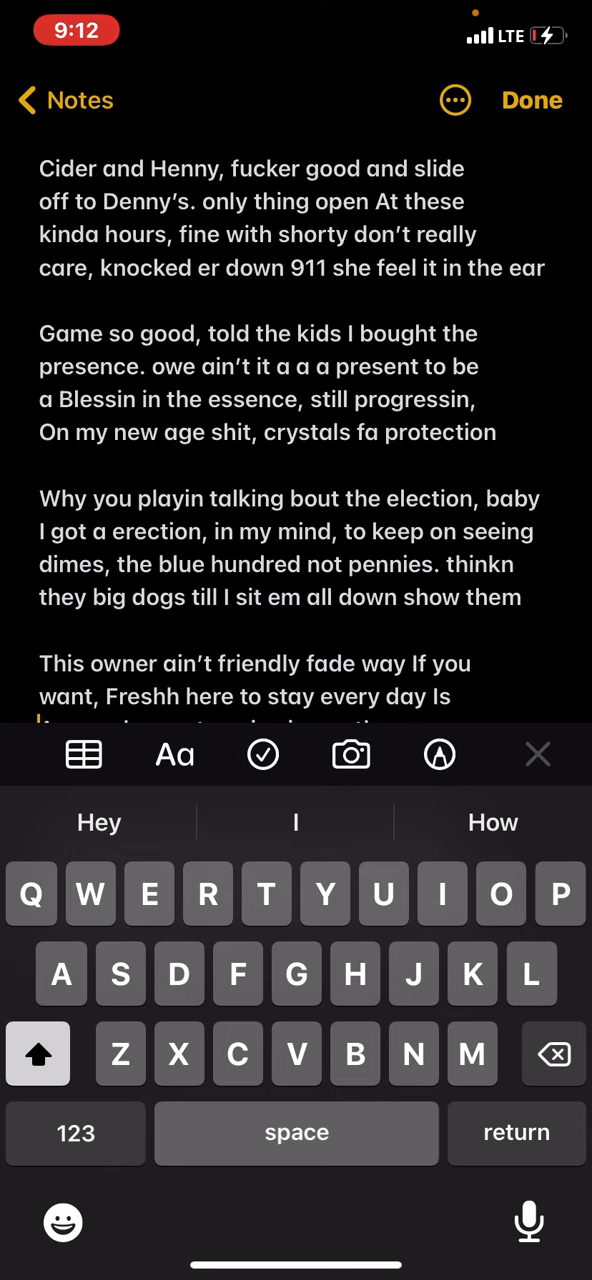 9:12
LTE
Notes
Done
Cider and Henny, fucker good and slide
off to Denny's. only thing open At these
kinda hours, fine with shorty don't really
care, knocked er down 911 she feel it in the ear
Game so good, told the kids I bought the
presence. owe ain't it a a a present to be
a Blessin in the essence, still progressin,
On my new age shit, crystals fa protection
Why you playin talking bout the election, baby
I got a erection, in my mind, to keep on seeing
dimes, the blue hundred not pennies. thinkn
they big dogs till I sit em all down show them
This owner ain't friendly fade way If you
want, Freshh here to stay every day Is
Aa
Hey I How
Q W E R T Y U I O P
A S D F G H J K L
Z X C V B N M
123 space return